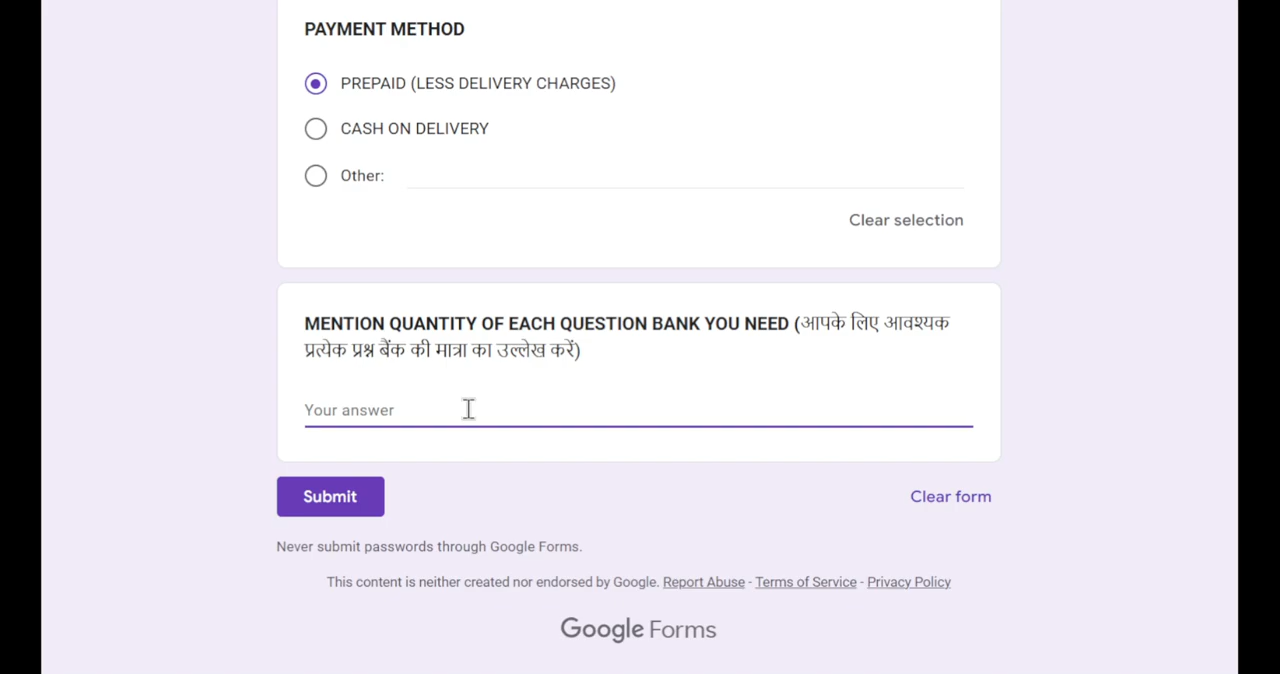 PAYMENT METHOD
PREPAID (LESS DELIVERY CHARGES)
CASH ON DELIVERY
Other:
Clear selection
MENTION QUANTITY OF EACH QUESTION BANK YOU NEED (आपके लिए आवश्यक
प्रत्येक प्रश्न बैंक की मात्रा का उल्लेख करें)
Your answer
Submit
Clear form
Never submit passwords through Google Forms.
This content is neither created nor endorsed by Google. Report Abuse - Terms of Service - Privacy Policy
Google Forms